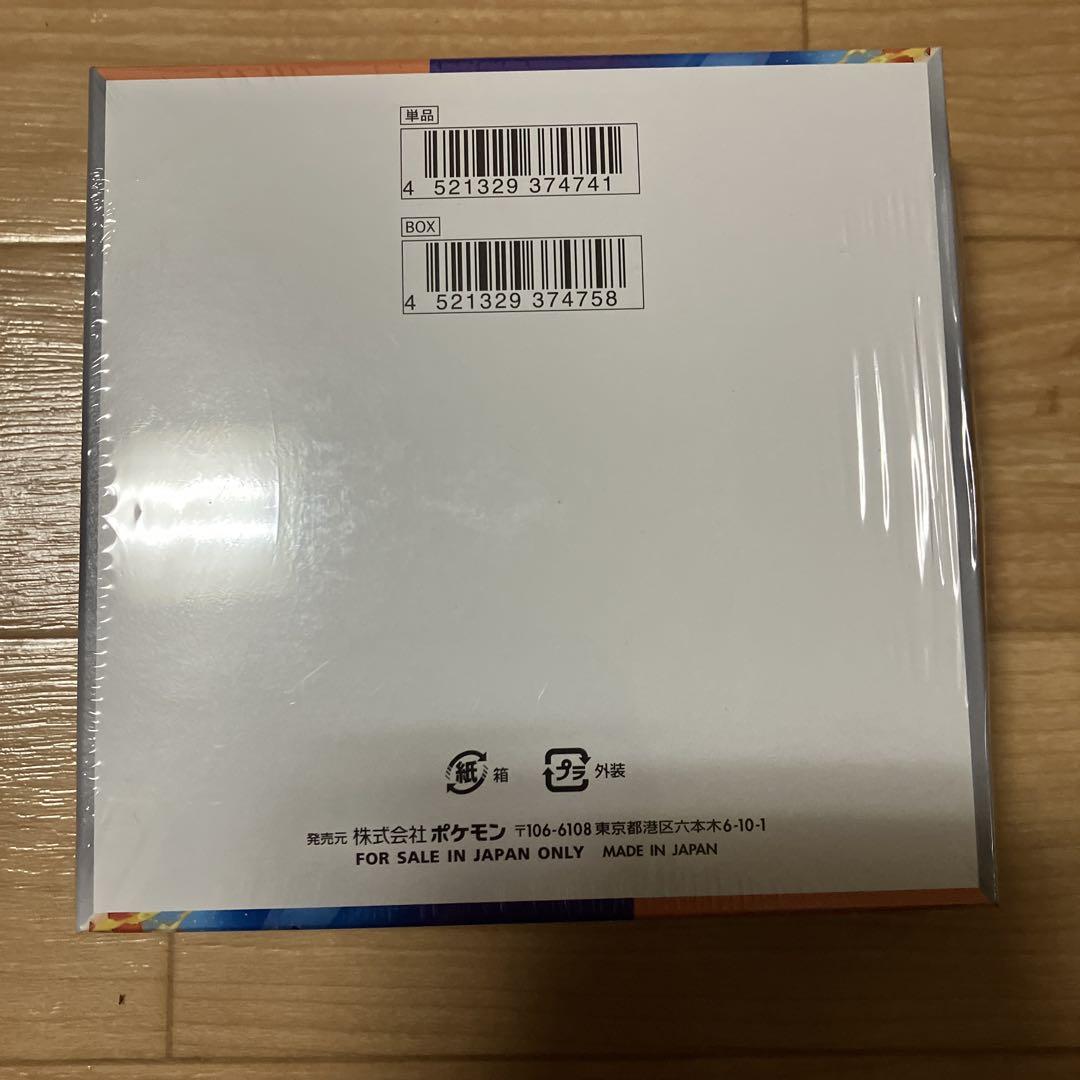 単品
4 521329 374741
BOX
4 521329 374758
紙 箱
プラ 外装
発売元 株式会社 ポケモン 〒106-6108 東京都港区六本木6-10-1
FOR SALE IN JAPAN ONLY MADE IN JAPAN